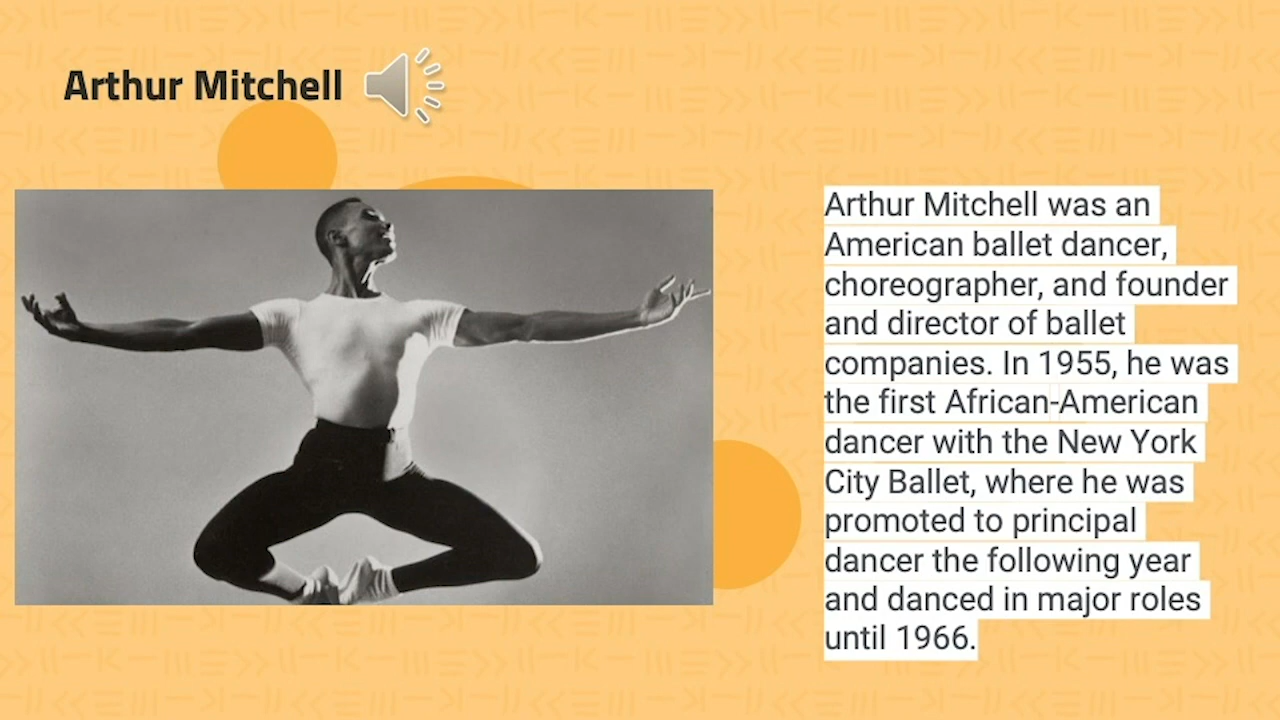 Arthur Mitchell
Arthur Mitchell was an
American ballet dancer,
choreographer, and founder
and director of ballet
companies. In 1955, he was
the first African-American
dancer with the New York
City Ballet, where he was
promoted to principal
dancer the following year
and danced in major roles
until 1966.